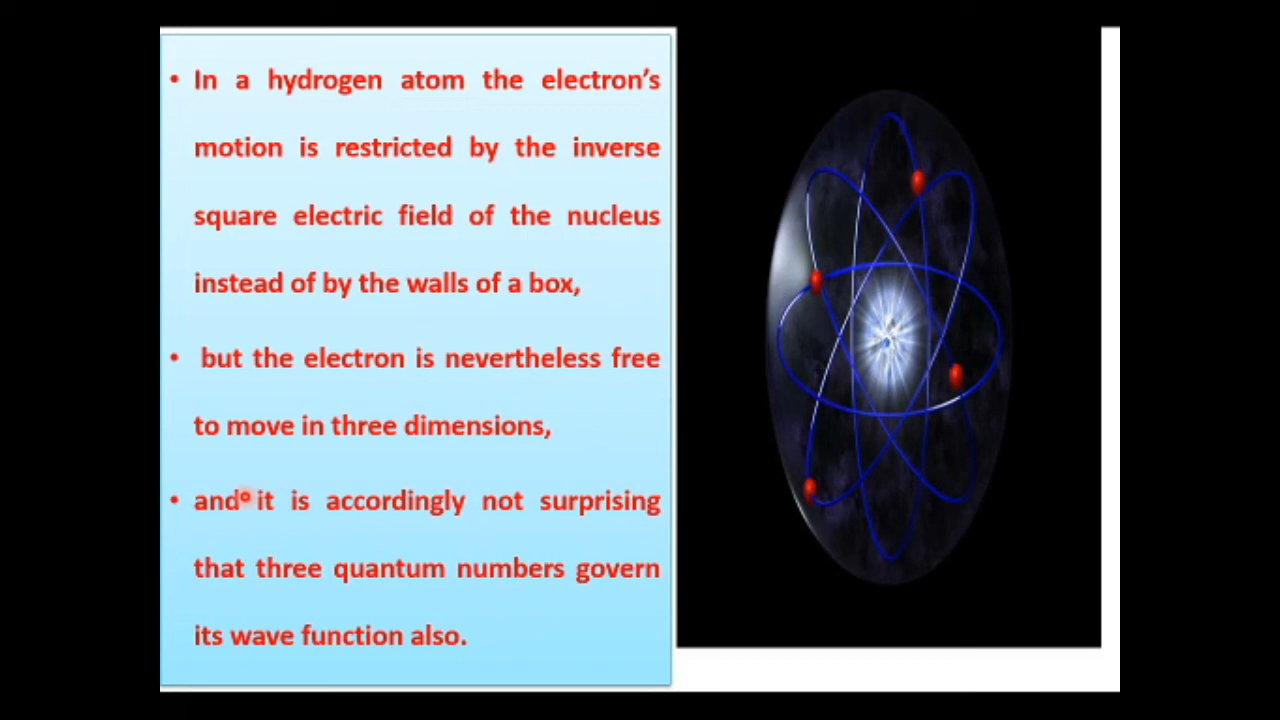 • In a hydrogen atom the electron's
motion is restricted by the inverse
square electric field of the nucleus
instead of by the walls of a box,
• but the electron is nevertheless free
to move in three dimensions,
• and it is accordingly not surprising
that three quantum numbers govern
its wave function also.